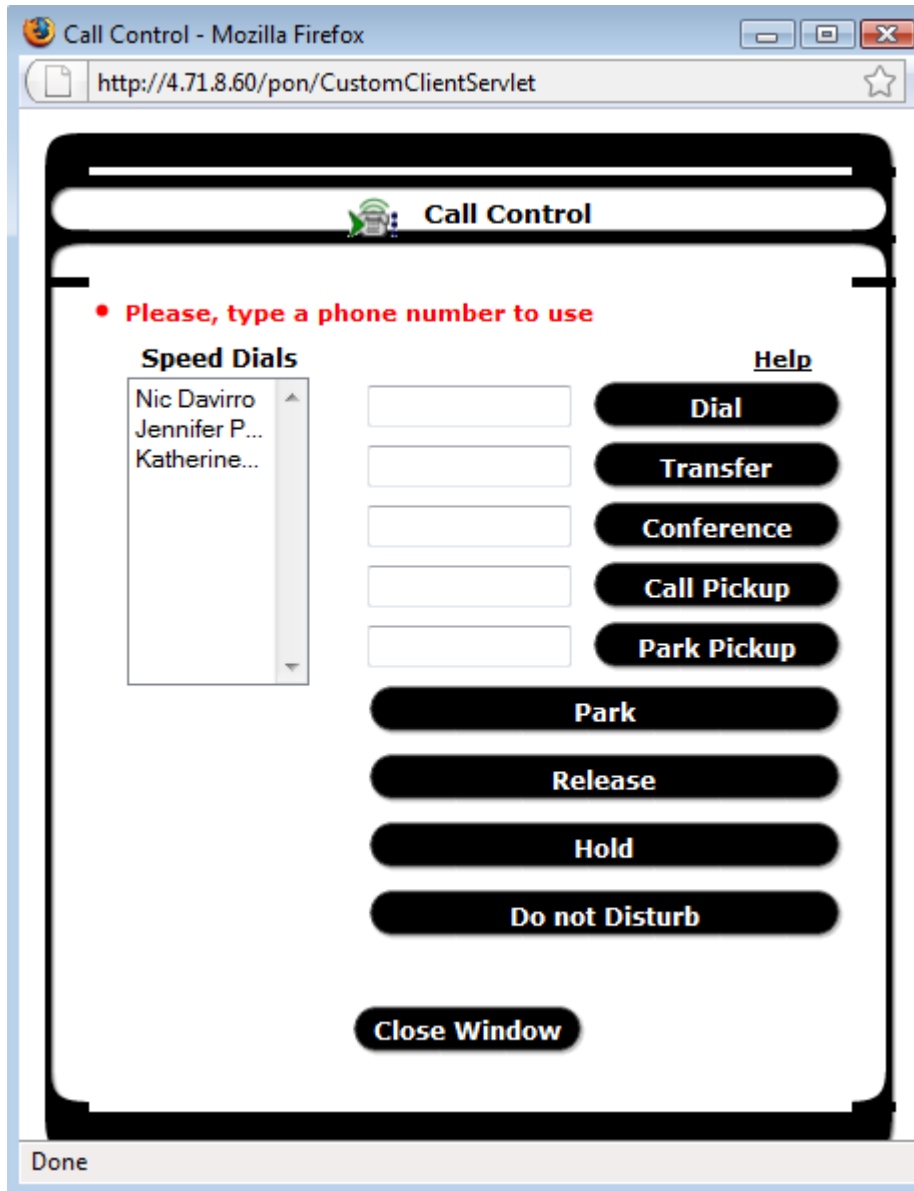 Call Control - Mozilla Firefox
http://4.71.8.60/pon/CustomClientServlet
Call Control
Please, type a phone number to use
Speed Dials
Help
Nic Davirro
Jennifer P...
Katherine...
Dial
Transfer
Conference
Call Pickup
Park Pickup
Park
Release
Hold
Do not Disturb
Close Window
Done